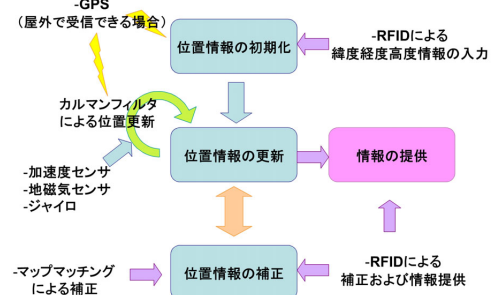 -GPS
（屋外で受信できる場合）
位置情報の初期化
-RFIDによる
緯度経度高度情報の入力
カルマンフィルタ
による位置更新
位置情報の更新
情報の提供
-加速度センサ
-地磁気センサ
-ジャイロ
-マップマッチング
による補正
位置情報の補正
-RFIDによる
補正および情報提供